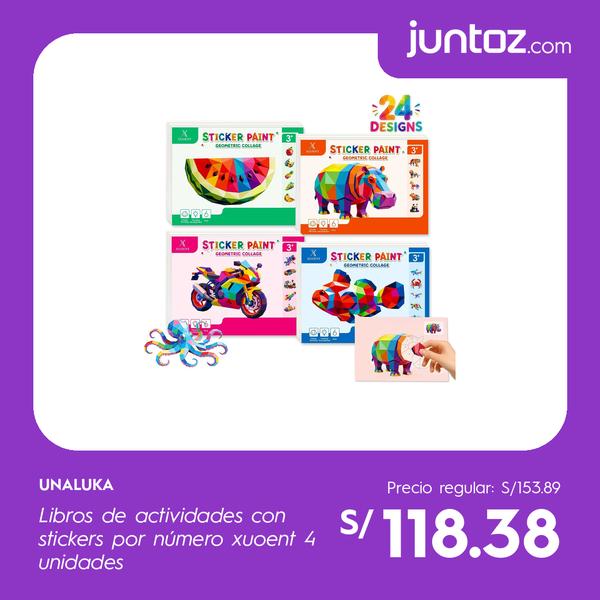 juntoz.com
24
DESIGNS
STICKER PAINT
GEOMETRIC COLLAGE
3+
STICKER PAINT
GEOMETRIC COLLAGE
3+
STICKER PAINT
GEOMETRIC COLLAGE
3+
STICKER PAINT
GEOMETRIC COLLAGE
3+
UNALUKA
Libros de actividades con
stickers por número xuoent 4
unidades
Precio regular: S/153.89
S/118.38